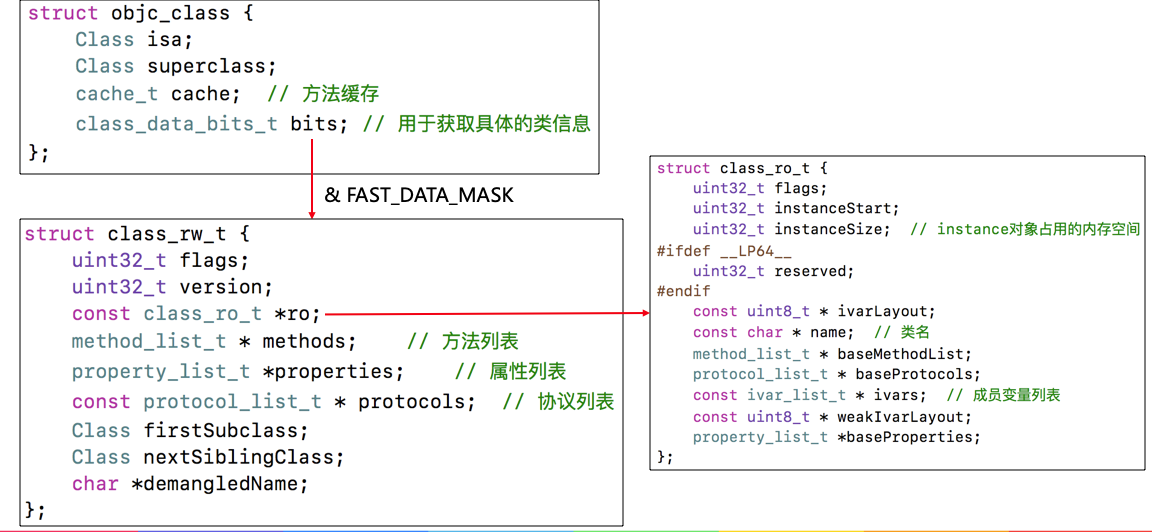 struct objc_class {
    Class isa;
    Class superclass;
    cache_t cache;  // 方法缓存
    class_data_bits_t bits; // 用于获取具体的类信息
};
& FAST_DATA_MASK
struct class_rw_t {
    uint32_t flags;
    uint32_t version;
    const class_ro_t *ro;
    method_list_t * methods;    // 方法列表
    property_list_t *properties;    // 属性列表
    const protocol_list_t * protocols;  // 协议列表
    Class firstSubclass;
    Class nextSiblingClass;
    char *demangledName;
};
struct class_ro_t {
    uint32_t flags;
    uint32_t instanceStart;
    uint32_t instanceSize;  // instance对象占用的内存空间
#ifdef __LP64__
    uint32_t reserved;
#endif
    const uint8_t * ivarLayout;
    const char * name;  // 类名
    method_list_t * baseMethodList;
    protocol_list_t * baseProtocols;
    const ivar_list_t * ivars;  // 成员变量列表
    const uint8_t * weakIvarLayout;
    property_list_t *baseProperties;
};